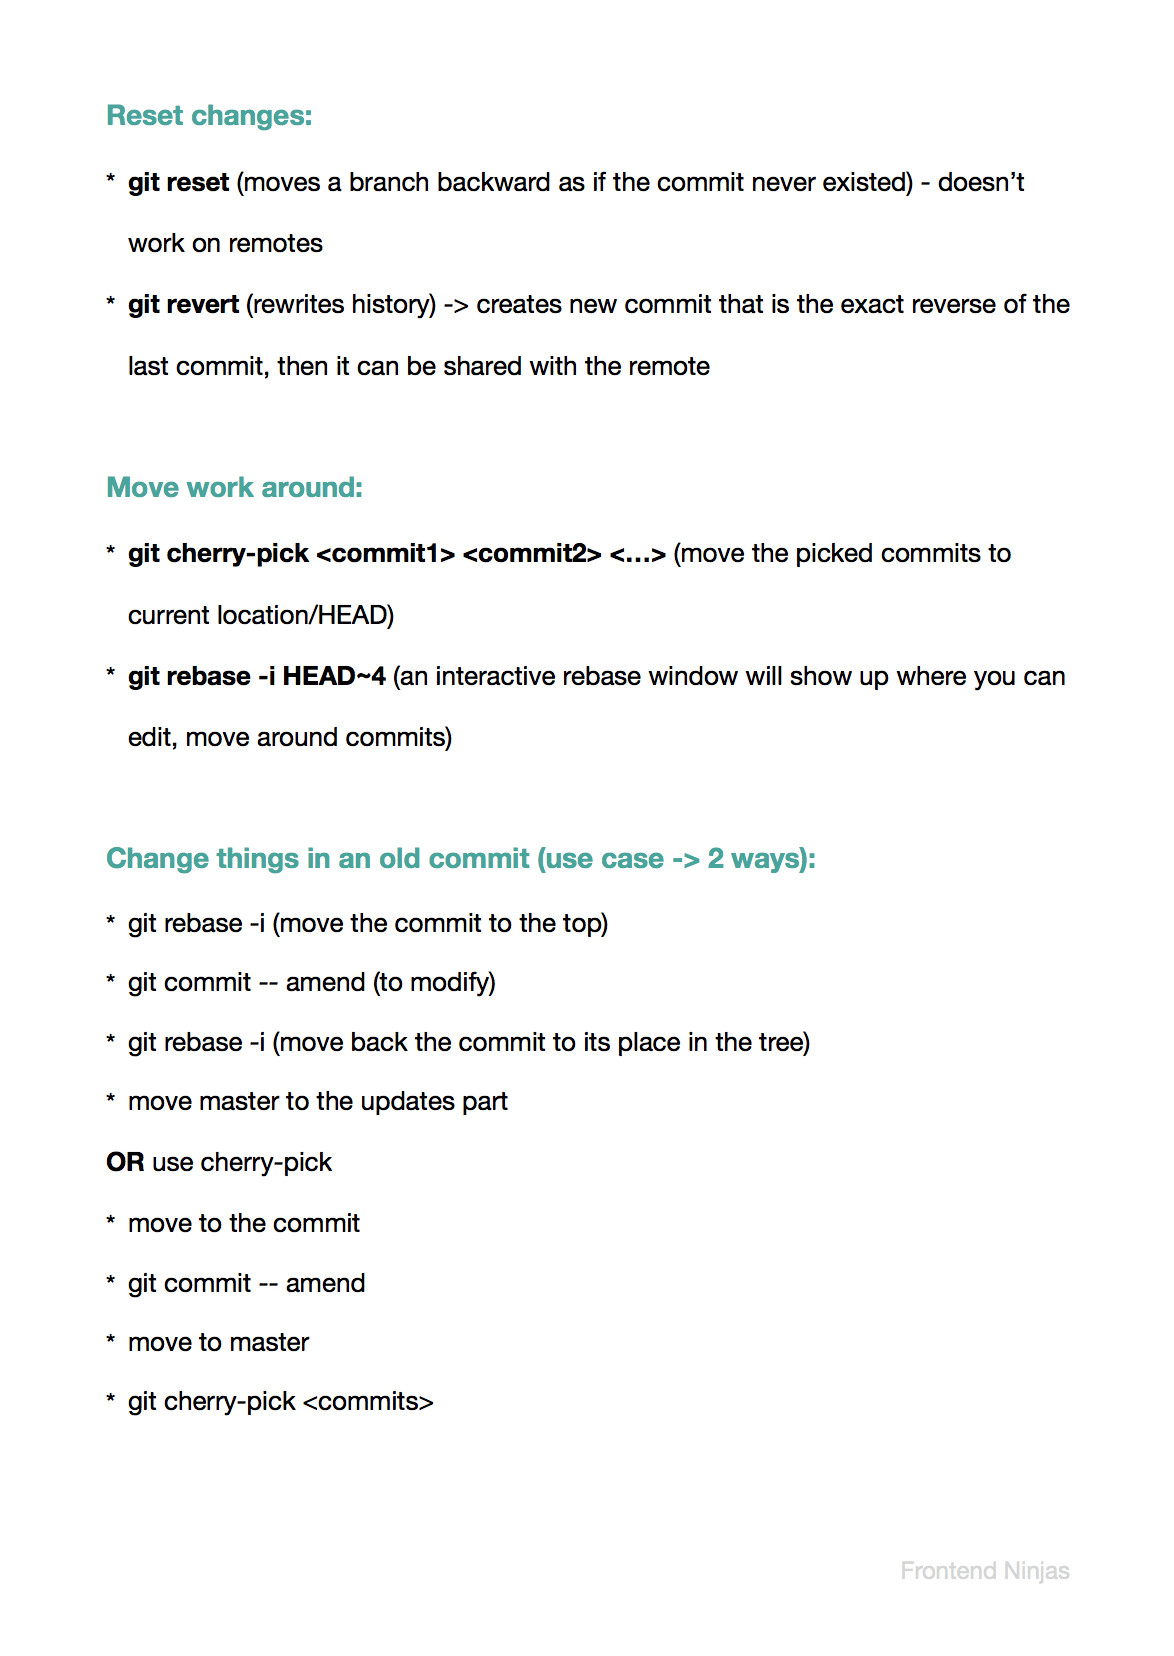 Reset changes:
* git reset (moves a branch backward as if the commit never existed) - doesn’t
work on remotes
* git revert (rewrites history) -> creates new commit that is the exact reverse of the
last commit, then it can be shared with the remote
Move work around:
* git cherry-pick <commit1> <commit2> <…> (move the picked commits to
current location/HEAD)
* git rebase -i HEAD~4 (an interactive rebase window will show up where you can
edit, move around commits)
Change things in an old commit (use case -> 2 ways):
* git rebase -i (move the commit to the top)
* git commit -- amend (to modify)
* git rebase -i (move back the commit to its place in the tree)
* move master to the updates part
OR use cherry-pick
* move to the commit
* git commit -- amend
* move to master
* git cherry-pick <commits>
Frontend Ninjas